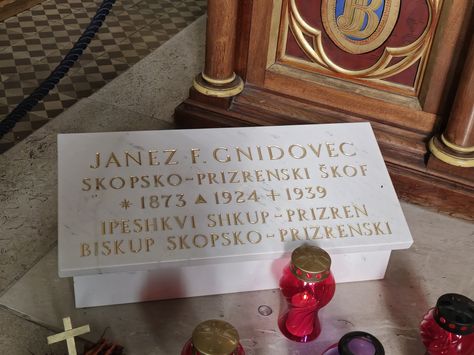 JANEZ F. GNIDOVEC
SKOPSKO-PRIZRENSKI ŠKOF
* 1873 ▲ 1924 + 1939
IPESHKVI SHKUP-PRIZREN
BISKUP SKOPSKO-PRIZRENSKI